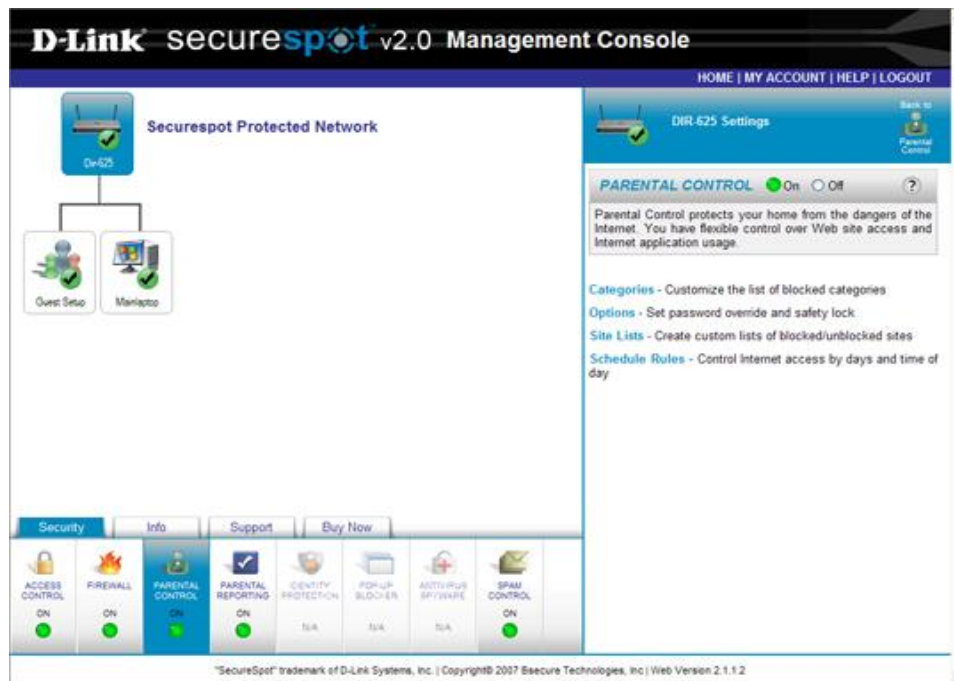 D-Link securespot v2.0 Management Console
HOME | MY ACCOUNT | HELP | LOGOUT
Dir-625
Securespot Protected Network
Guest Setup
Mainlaptop
DIR-625 Settings
Back to
Parental
Control
PARENTAL CONTROL On Off ?
Parental Control protects your home from the dangers of the
Internet. You have flexible control over Web site access and
Internet application usage.
Categories - Customize the list of blocked categories
Options - Set password override and safety lock
Site Lists - Create custom lists of blocked/unblocked sites
Schedule Rules - Control Internet access by days and time of
day
Security Info Support Buy Now
ACCESS CONTROL
ON
FIREWALL
ON
PARENTAL CONTROL
ON
PARENTAL REPORTING
ON
IDENTITY PROTECTION
N/A
POP-UP BLOCKER
N/A
ANTIVIRUS SPYWARE
N/A
SPAM CONTROL
ON
"SecureSpot" trademark of D-Link Systems, Inc. | Copyright© 2007 Bsecure Technologies, Inc | Web Version 2.1.1.2